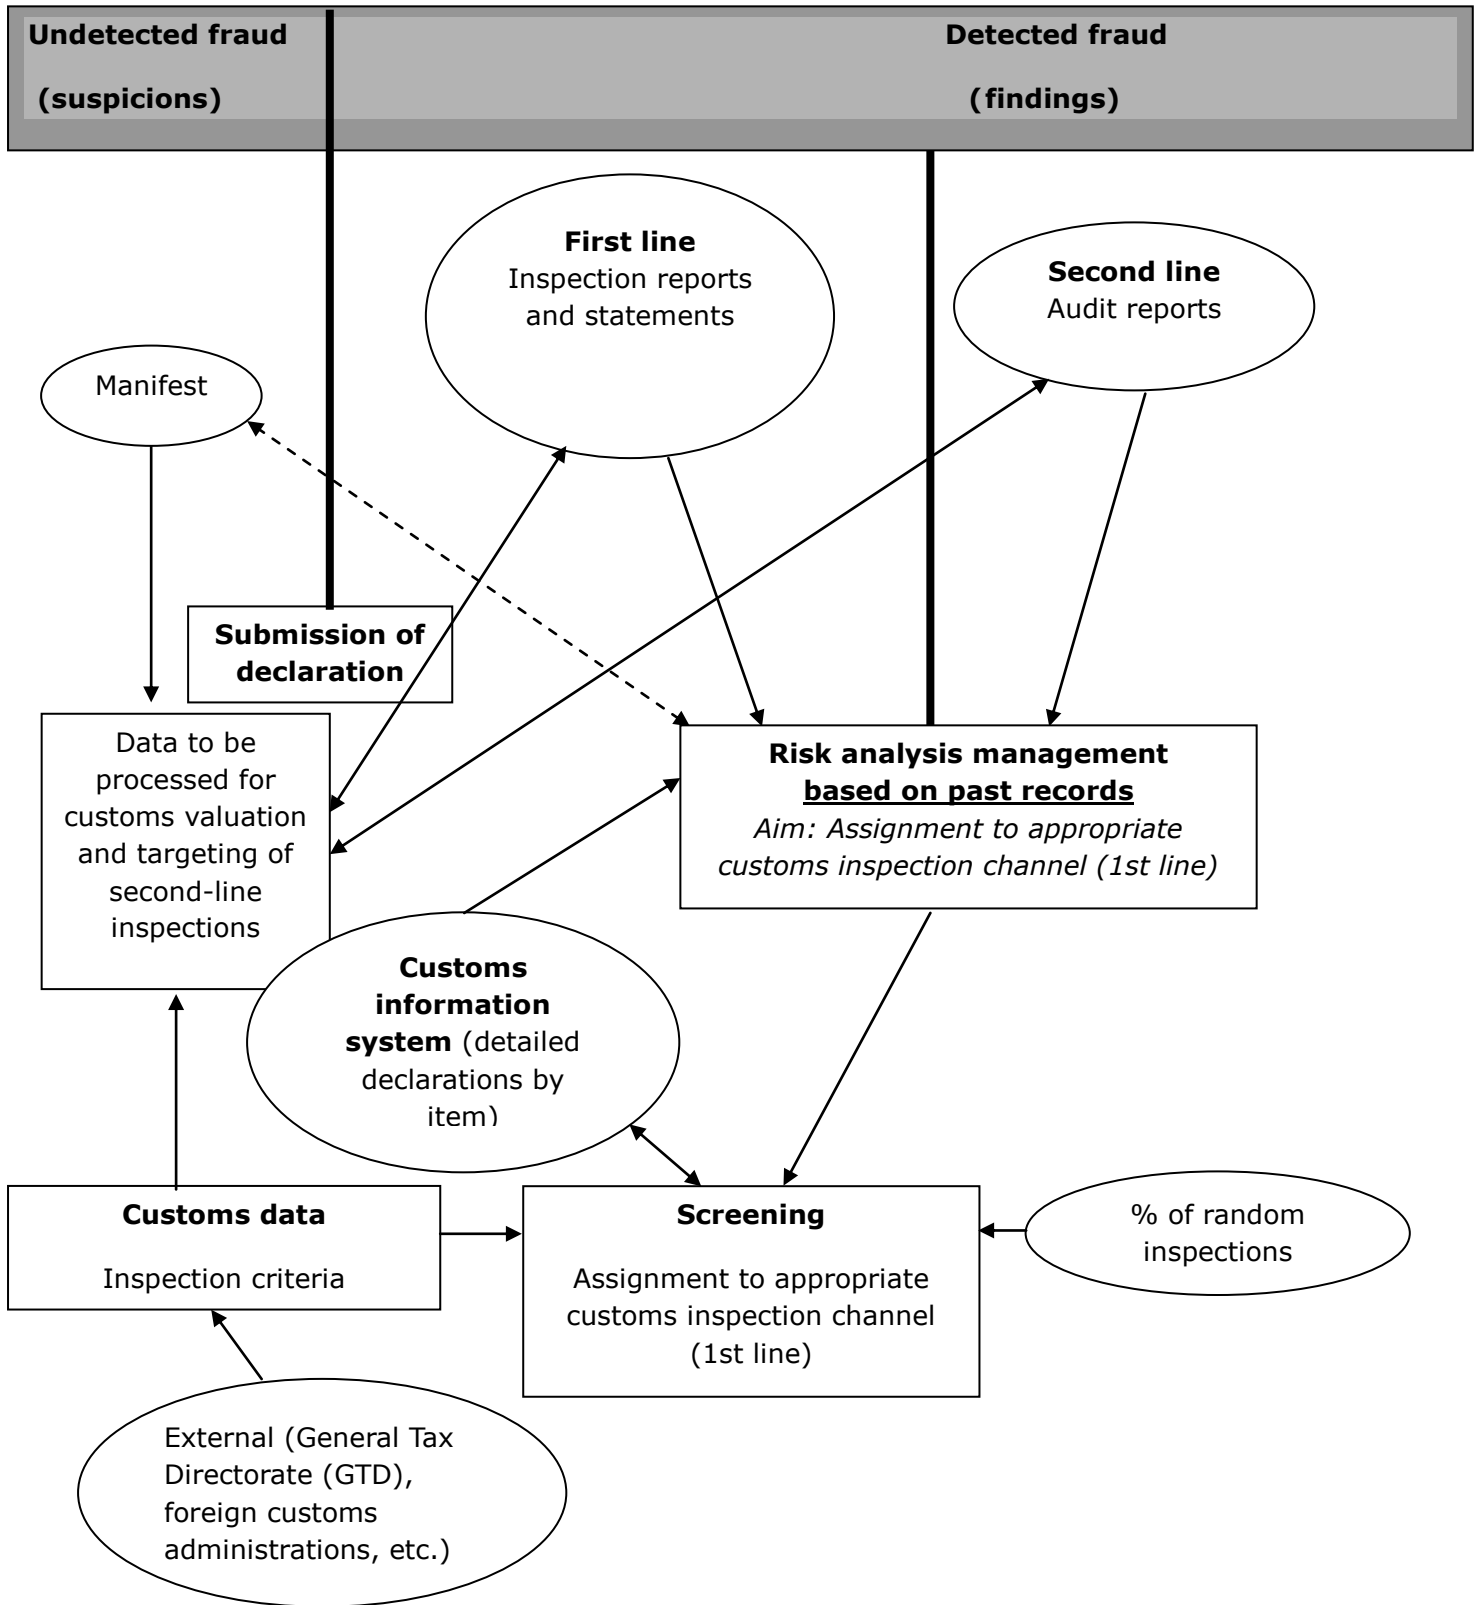 Undetected fraud
(suspicions)
Detected fraud
(findings)
First line
Inspection reports
and statements
Second line
Audit reports
Manifest
Submission of
declaration
Data to be
processed for
customs valuation
and targeting of
second-line
inspections
Risk analysis management
based on past records
Aim: Assignment to appropriate
customs inspection channel (1st line)
Customs
information
system (detailed
declarations by
item)
Customs data
Inspection criteria
Screening
Assignment to appropriate
customs inspection channel
(1st line)
% of random
inspections
External (General Tax
Directorate (GTD),
foreign customs
administrations, etc.)